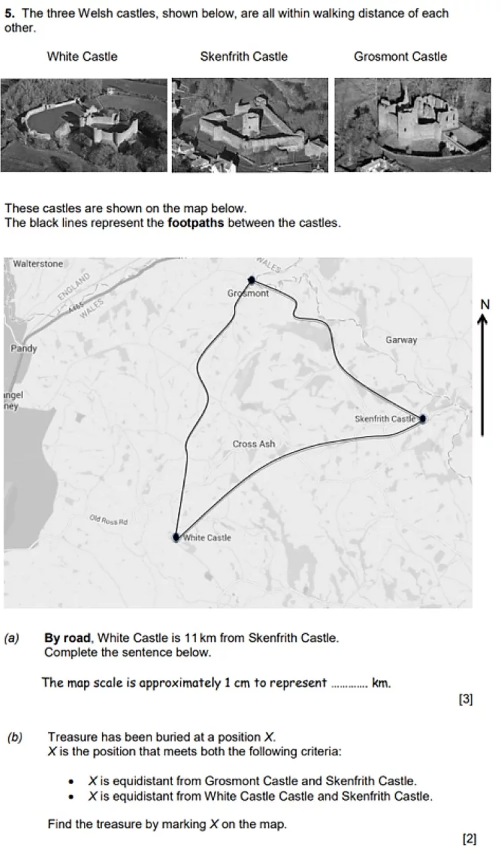 5. The three Welsh castles, shown below, are all within walking distance of each
other.
White Castle Skenfrith Castle Grosmont Castle
These castles are shown on the map below.
The black lines represent the footpaths between the castles.
Walterstone
ENGLAND
WALES
A465
WALES
Grosmont
N
Pandy
Garway
angel
ney
Skenfrith Castle
Cross Ash
Old Ross Rd
White Castle
(a) By road, White Castle is 11 km from Skenfrith Castle.
Complete the sentence below.
The map scale is approximately 1 cm to represent ............. km.
[3]
(b) Treasure has been buried at a position X.
X is the position that meets both the following criteria:
• X is equidistant from Grosmont Castle and Skenfrith Castle.
• X is equidistant from White Castle Castle and Skenfrith Castle.
Find the treasure by marking X on the map.
[2]